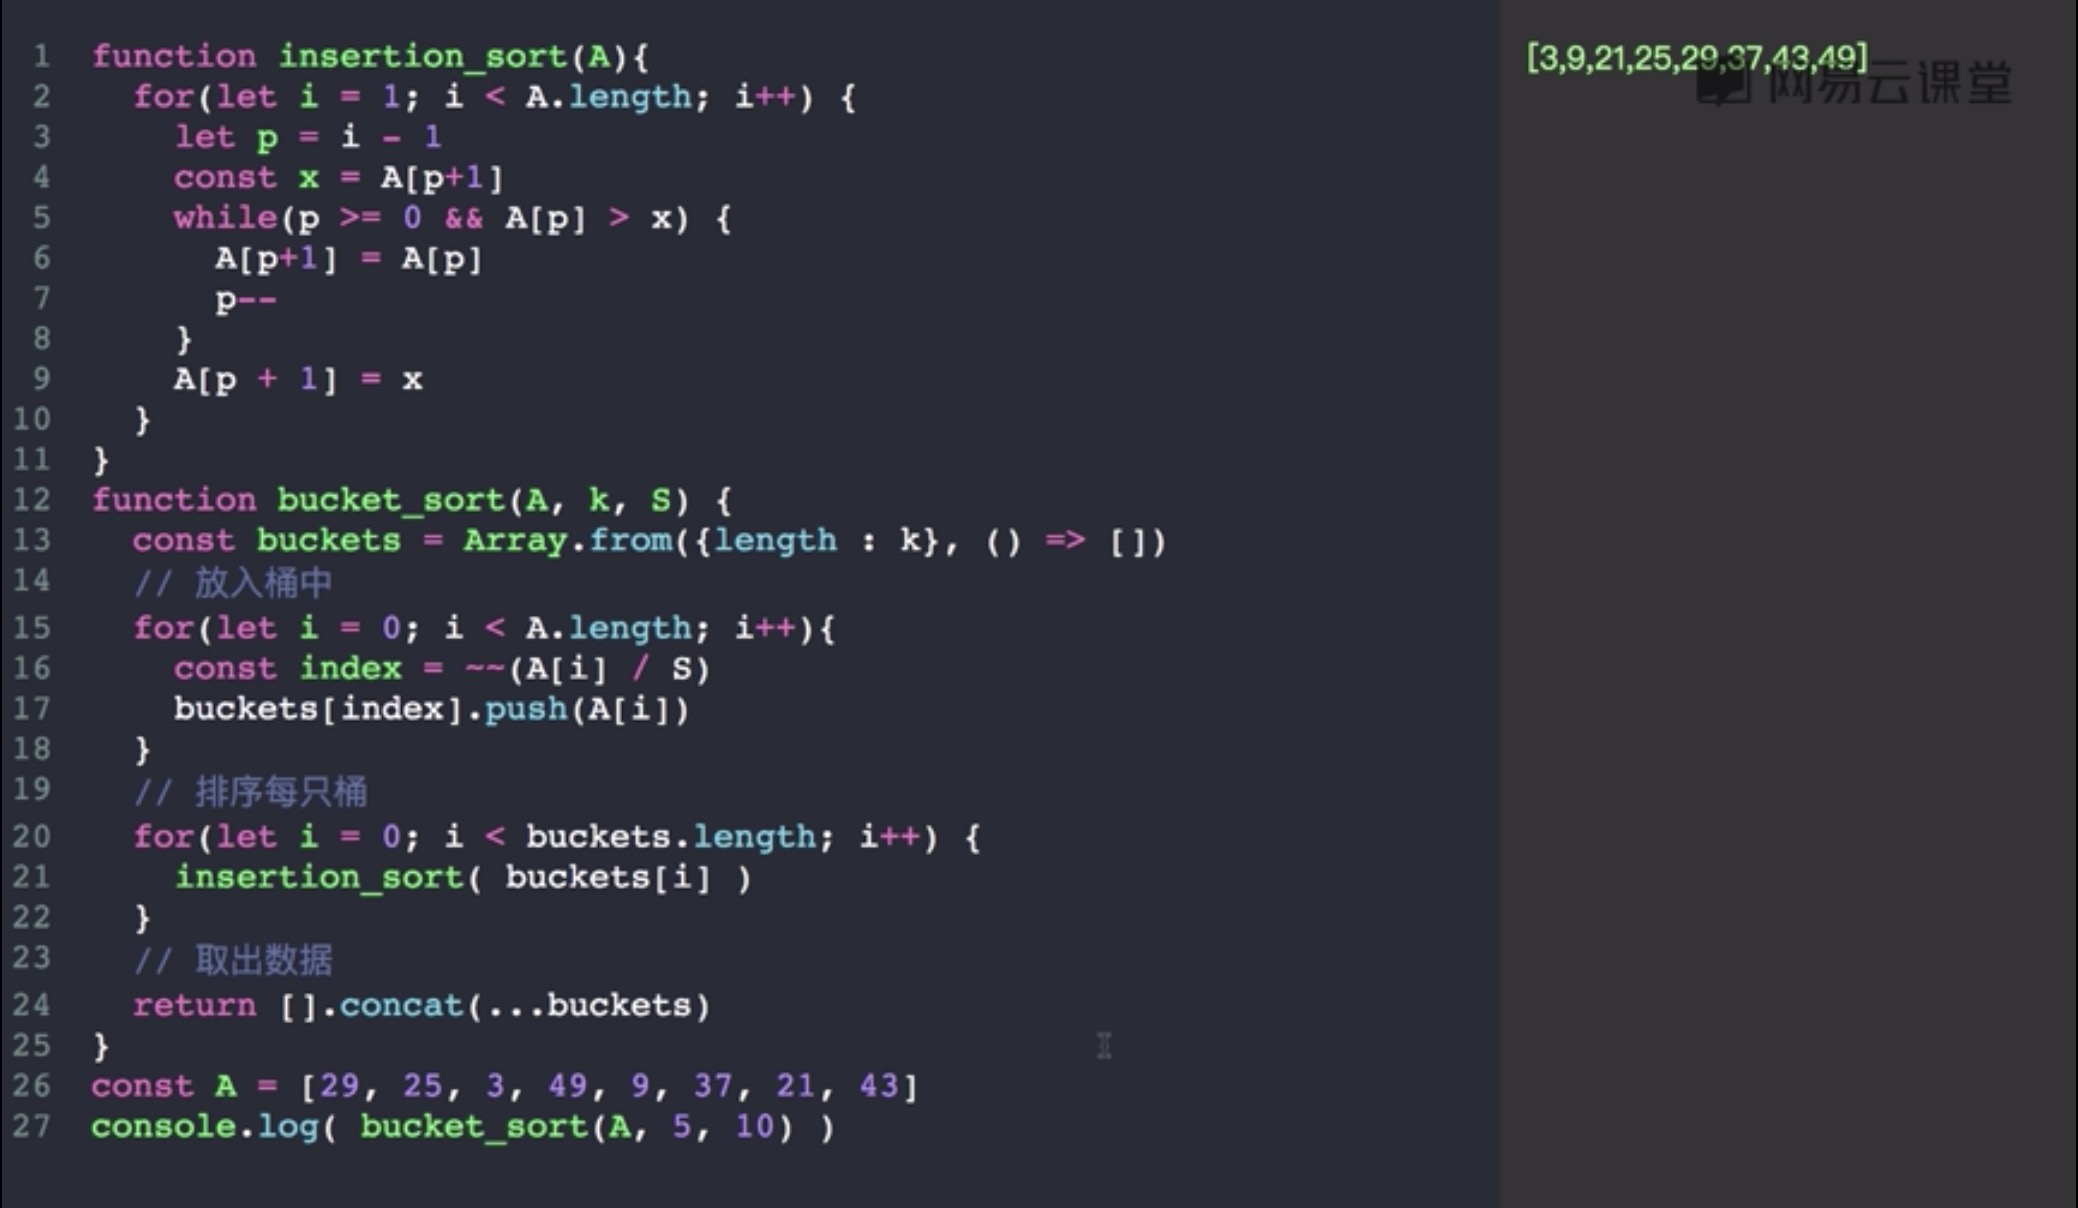 1 function insertion_sort(A){
2   for(let i = 1; i < A.length; i++) {
3     let p = i - 1
4     const x = A[p+1]
5     while(p >= 0 && A[p] > x) {
6       A[p+1] = A[p]
7       p--
8     }
9     A[p + 1] = x
10   }
11 }
12 function bucket_sort(A, k, S) {
13   const buckets = Array.from({length : k}, () => [])
14   // 放入桶中
15   for(let i = 0; i < A.length; i++){
16     const index = ~~(A[i] / S)
17     buckets[index].push(A[i])
18   }
19   // 排序每只桶
20   for(let i = 0; i < buckets.length; i++) {
21     insertion_sort( buckets[i] )
22   }
23   // 取出数据
24   return [].concat(...buckets)
25 }
26 const A = [29, 25, 3, 49, 9, 37, 21, 43]
27 console.log( bucket_sort(A, 5, 10) )
[3,9,21,25,29,37,43,49]
网易云课堂